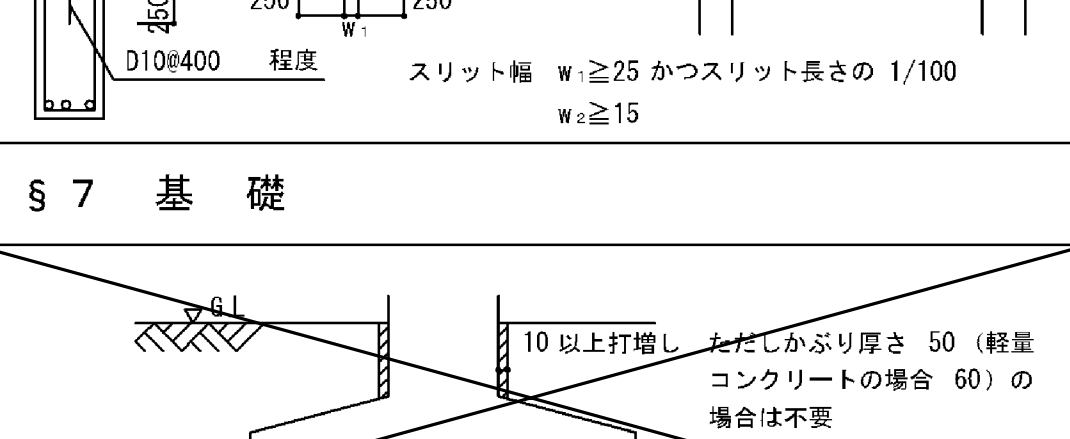 250
250
250
W1
D10@400 程度
スリット幅 w1≧25 かつスリット長さの 1/100
w2≧15
§7 基 礎
GL
10 以上打増し ただしかぶり厚さ 50 (軽量
コンクリートの場合 60) の
場合は不要